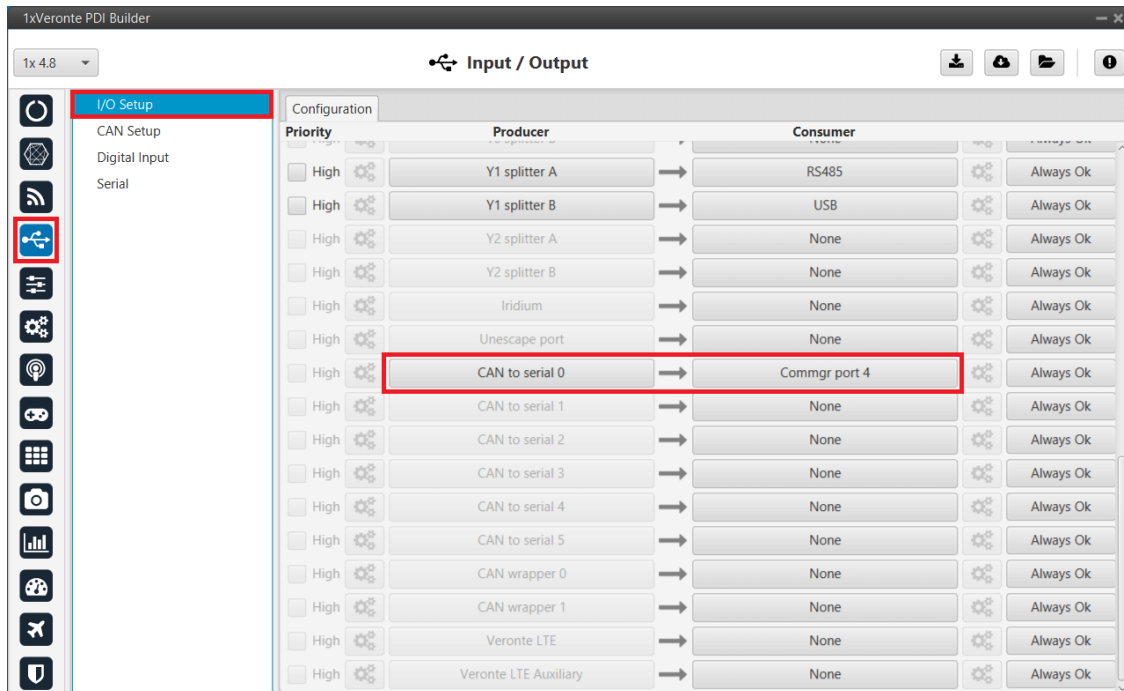 1xVeronte PDI Builder
1x 4.8
Input / Output
I/O Setup
CAN Setup
Digital Input
Serial
Configuration
Priority Producer Consumer
High Y1 splitter A RS485 Always Ok
High Y1 splitter B USB Always Ok
High Y2 splitter A None Always Ok
High Y2 splitter B None Always Ok
High Iridium None Always Ok
High Unescape port None Always Ok
High CAN to serial 0 Commgr port 4 Always Ok
High CAN to serial 1 None Always Ok
High CAN to serial 2 None Always Ok
High CAN to serial 3 None Always Ok
High CAN to serial 4 None Always Ok
High CAN to serial 5 None Always Ok
High CAN wrapper 0 None Always Ok
High CAN wrapper 1 None Always Ok
High Veronte LTE None Always Ok
High Veronte LTE Auxiliary None Always Ok